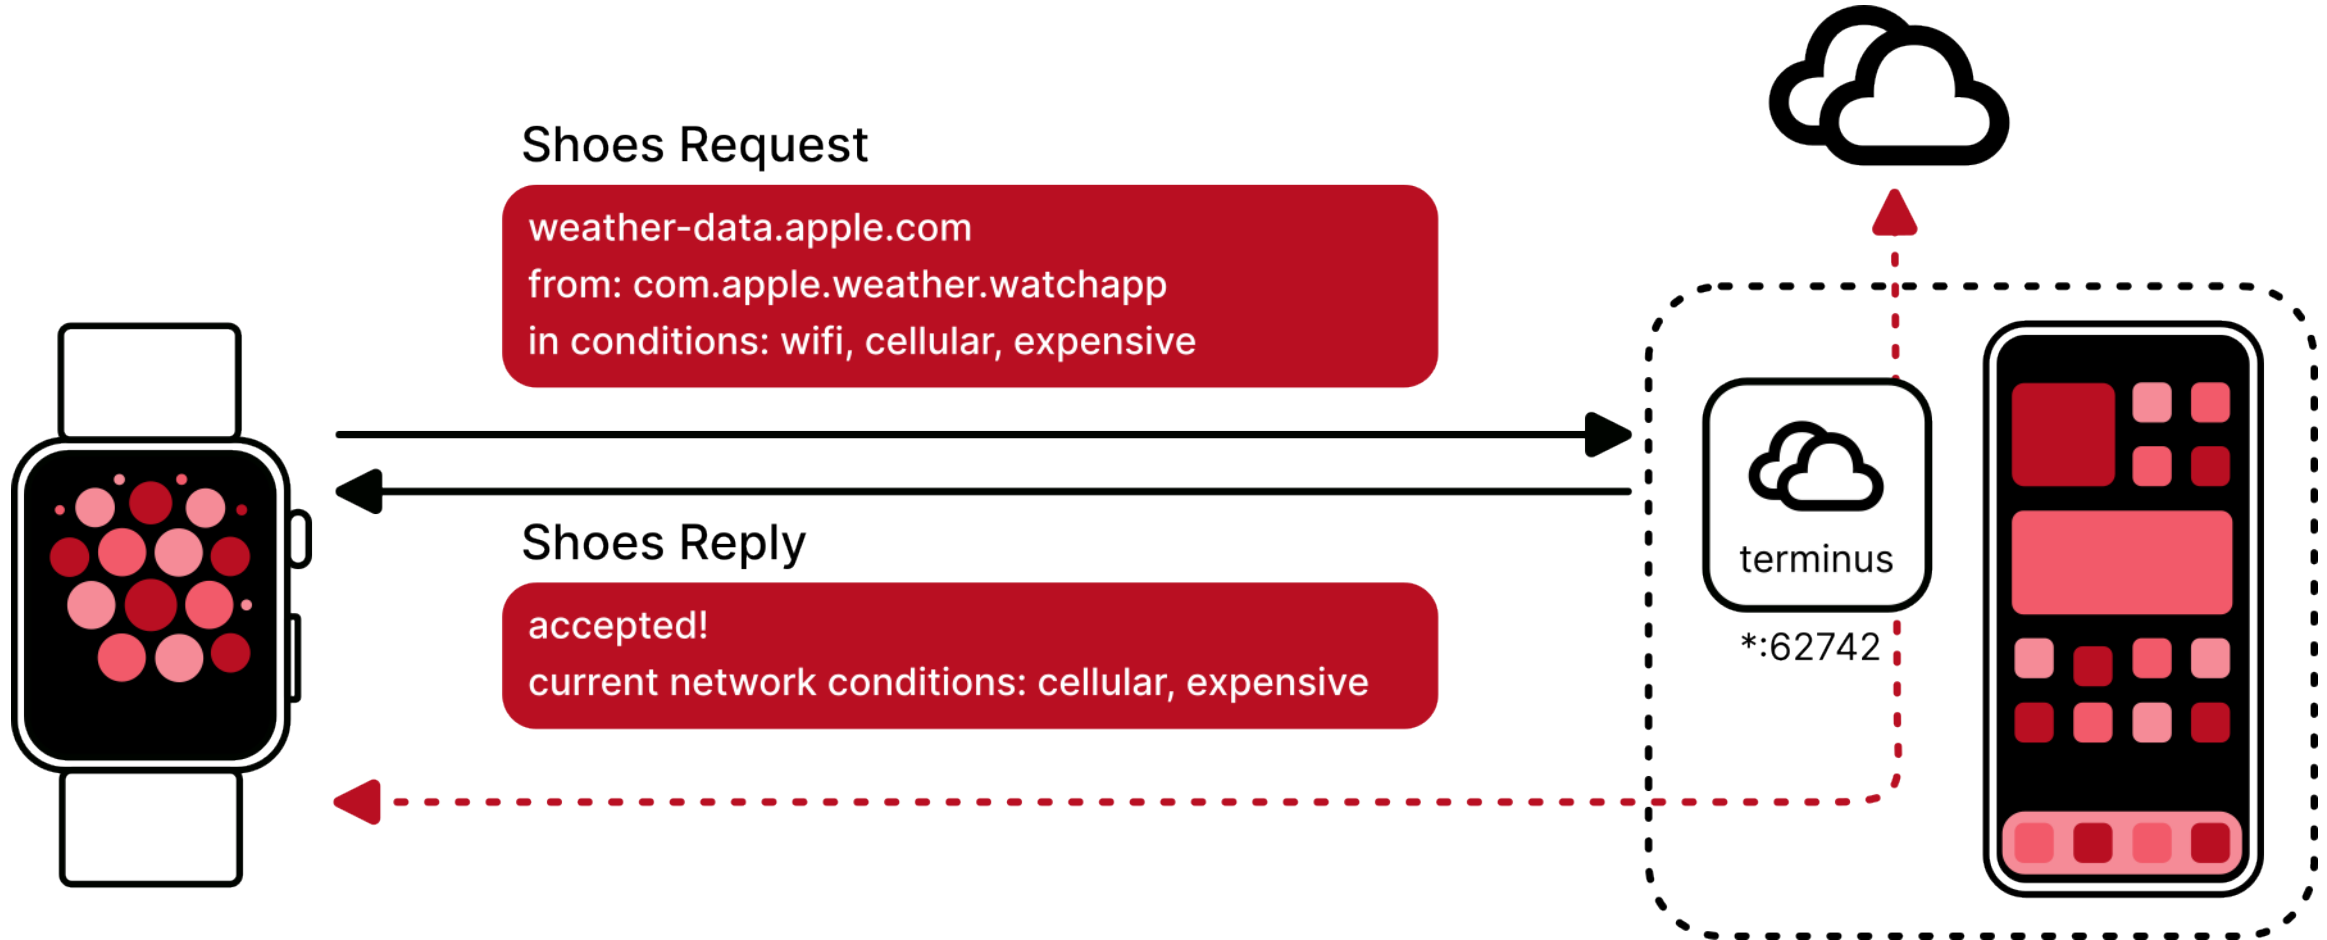 Shoes Request
weather-data.apple.com
from: com.apple.weather.watchapp
in conditions: wifi, cellular, expensive
Shoes Reply
accepted!
current network conditions: cellular, expensive
terminus
*:62742